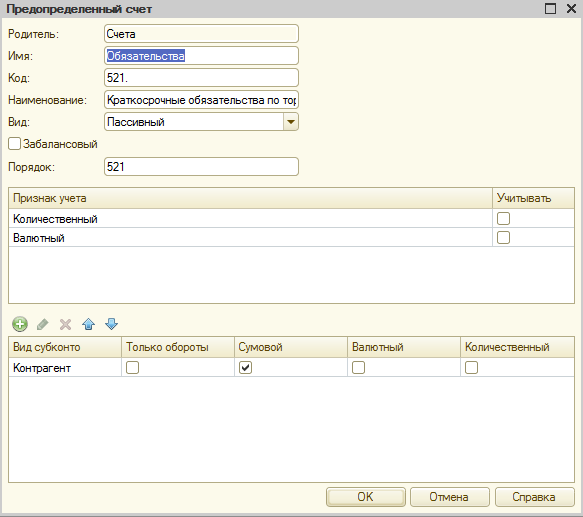 Предопределенный счет
Родитель: Счета
Имя: Обязательства
Код: 521.
Наименование: Краткосрочные обязательства по тор
Вид: Пассивный
Забалансовый
Порядок: 521
Признак учета Учитывать
Количественный
Валютный
Вид субконто Только обороты Сумовой Валютный Количественный
Контрагент
OK Отмена Справка